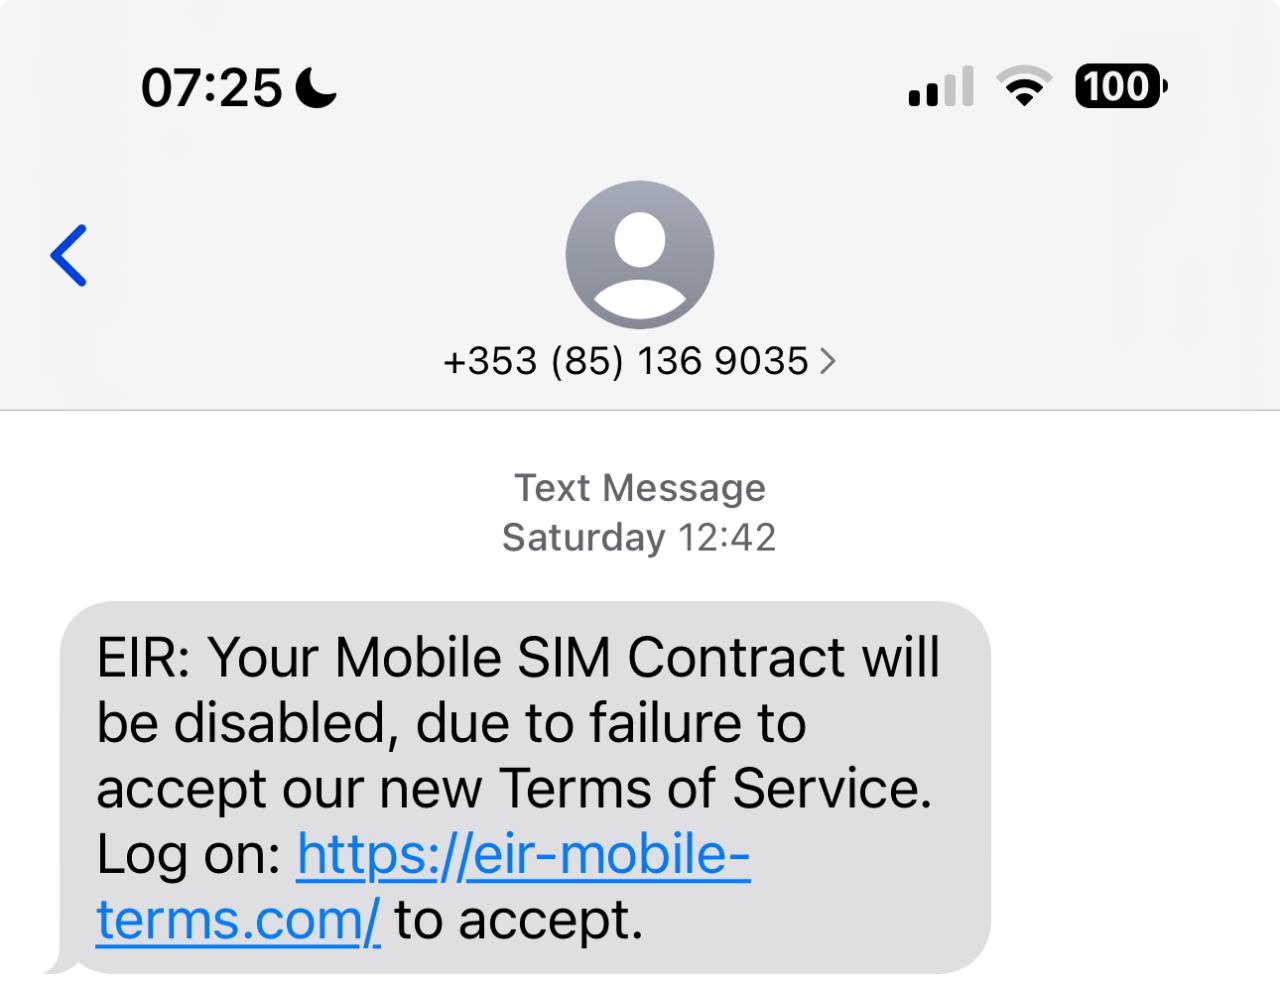 07:25
100
+353 (85) 136 9035
Text Message
Saturday 12:42
EIR: Your Mobile SIM Contract will
be disabled, due to failure to
accept our new Terms of Service.
Log on: https://eir-mobile-
terms.com/ to accept.